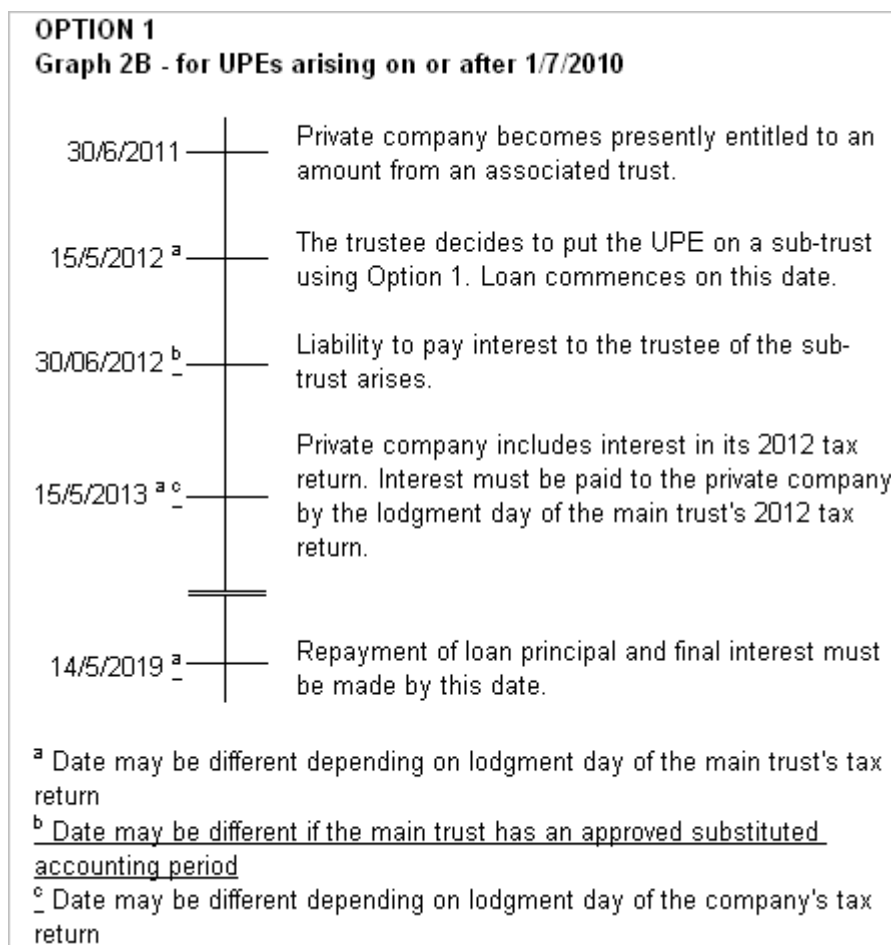 OPTION 1
Graph 2B - for UPEs arising on or after 1/7/2010
30/6/2011
Private company becomes presently entitled to an
amount from an associated trust.
15/5/2012 a
The trustee decides to put the UPE on a sub-trust
using Option 1. Loan commences on this date.
30/06/2012 b
Liability to pay interest to the trustee of the sub-
trust arises.
15/5/2013 a c
Private company includes interest in its 2012 tax
return. Interest must be paid to the private company
by the lodgment day of the main trust's 2012 tax
return.
14/5/2019 a
Repayment of loan principal and final interest must
be made by this date.
a Date may be different depending on lodgment day of the main trust's tax
return
b Date may be different if the main trust has an approved substituted
accounting period
c Date may be different depending on lodgment day of the company's tax
return